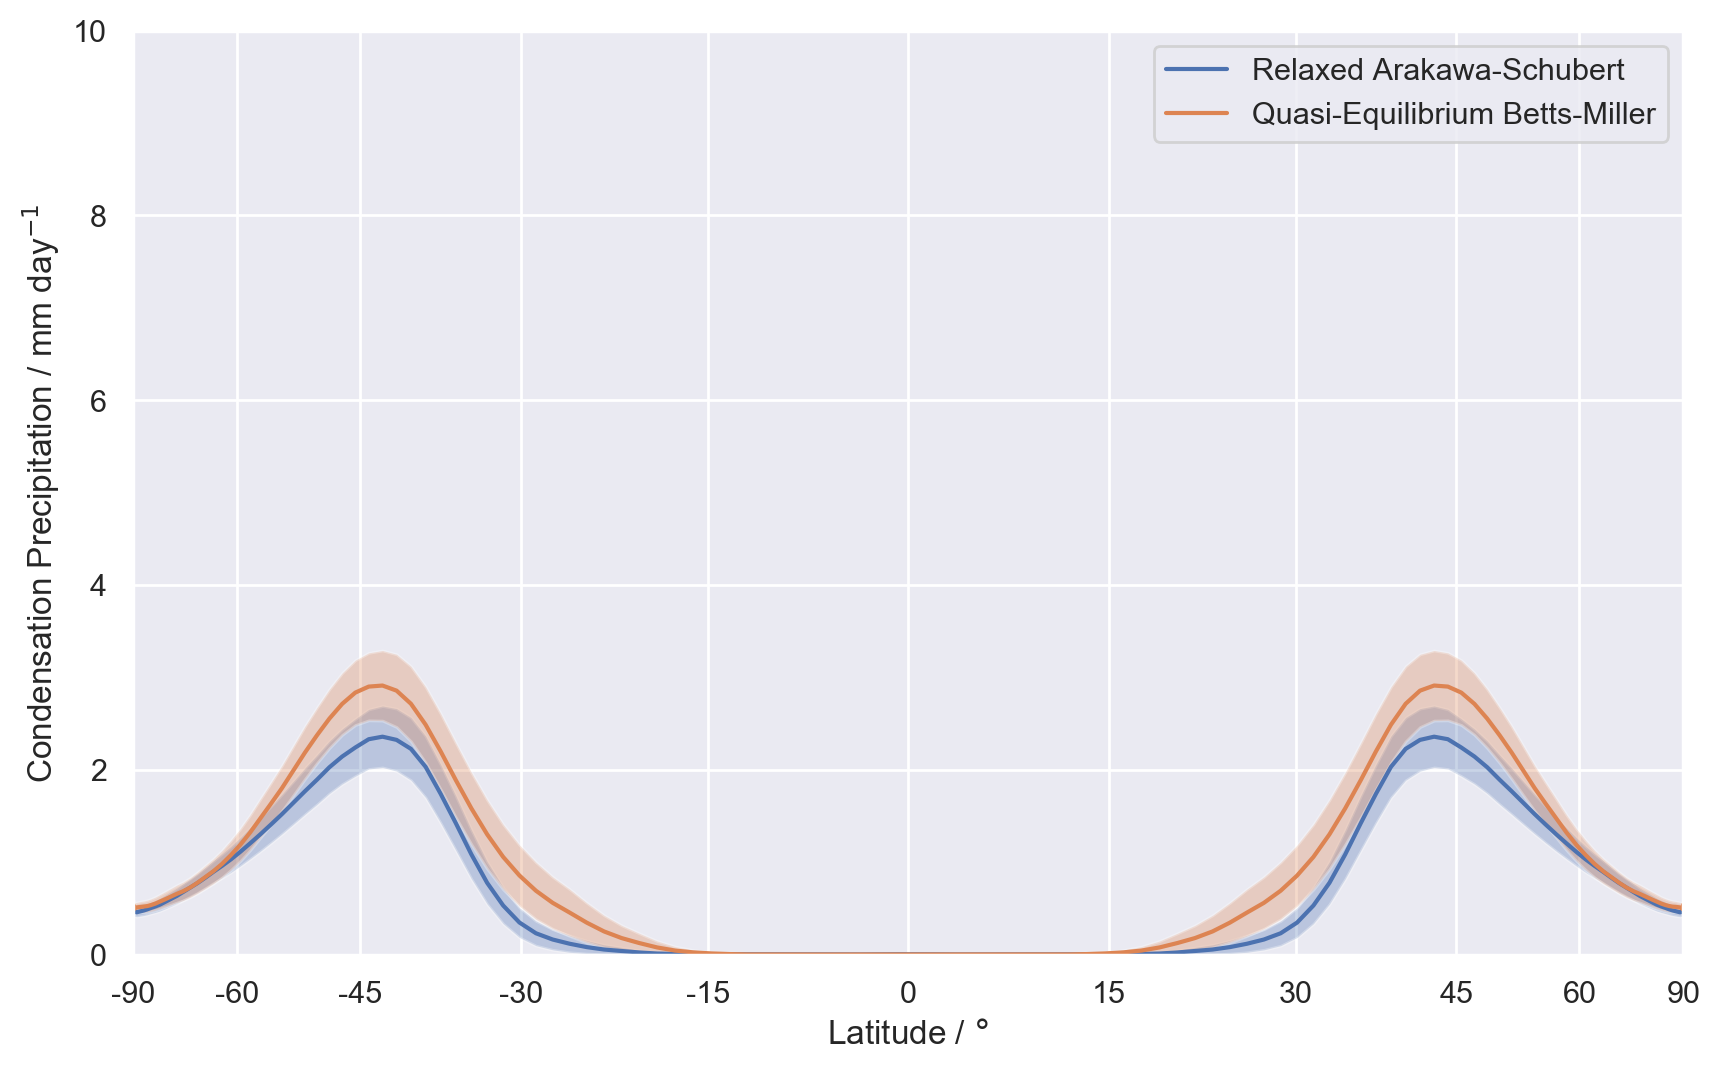 Relaxed Arakawa-Schubert
Quasi-Equilibrium Betts-Miller
Condensation Precipitation / mm day⁻¹
10
8
6
4
2
0
-90 -60 -45 -30 -15 0 15 30 45 60 90
Latitude / °